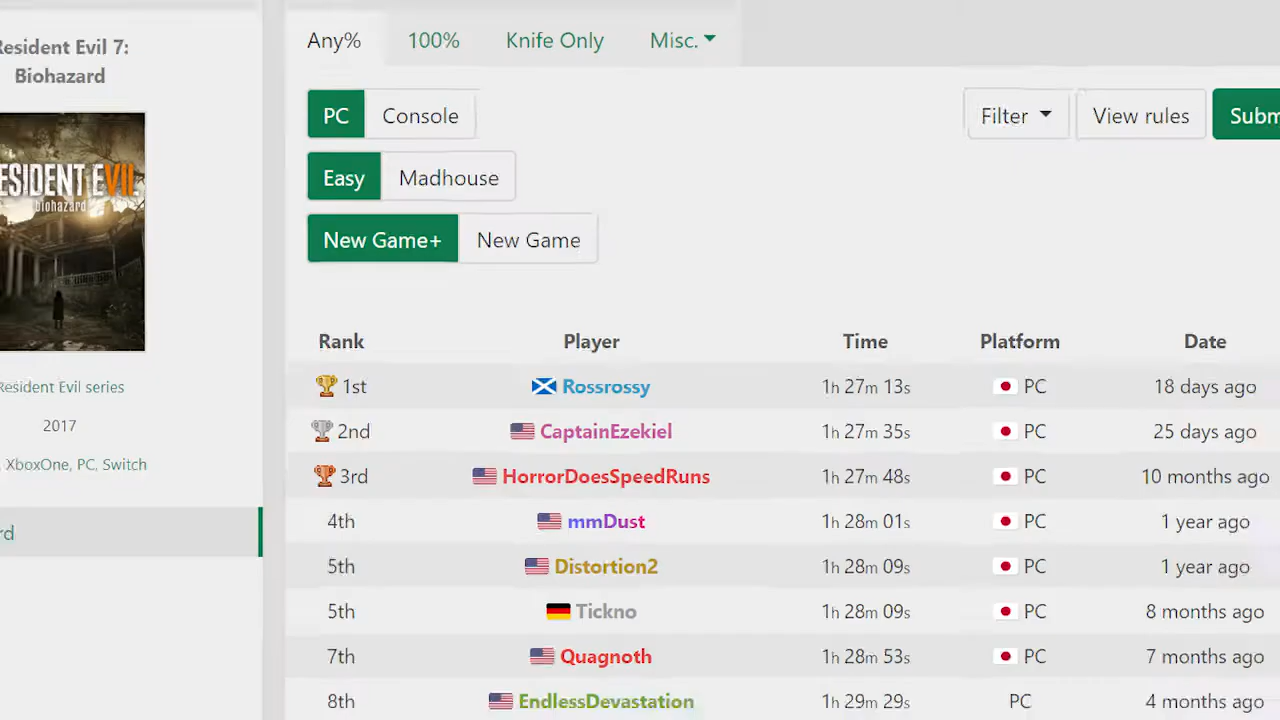 Resident Evil 7:
Biohazard
RESIDENT EVIL
biohazard
Resident Evil series
2017
, XboxOne, PC, Switch
rd
Any% 100% Knife Only Misc.
PC Console
Filter View rules Subm
Easy Madhouse
New Game+ New Game
Rank Player Time Platform Date
1st Rossrossy 1h 27m 13s PC 18 days ago
2nd CaptainEzekiel 1h 27m 35s PC 25 days ago
3rd HorrorDoesSpeedRuns 1h 27m 48s PC 10 months ago
4th mmDust 1h 28m 01s PC 1 year ago
5th Distortion2 1h 28m 09s PC 1 year ago
5th Tickno 1h 28m 09s PC 8 months ago
7th Quagnoth 1h 28m 53s PC 7 months ago
8th EndlessDevastation 1h 29m 29s PC 4 months ago